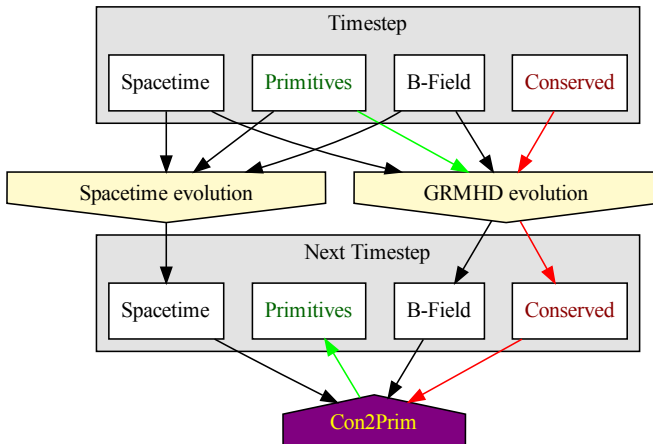 Timestep
Spacetime
Primitives
B-Field
Conserved
Spacetime evolution
GRMHD evolution
Next Timestep
Spacetime
Primitives
B-Field
Conserved
Con2Prim